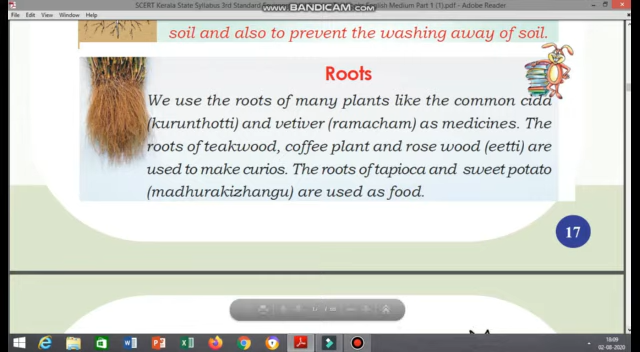 SCERT Kerala State Syllabus 3rd Standard
glish Medium Part 1 (1).pdf - Adobe Reader
www.BANDICAM.com
File Edit View Window Help
soil and also to prevent the washing away of soil.
Roots
We use the roots of many plants like the common cidd
(kurunthotti) and vetiver (ramacham) as medicines. The
roots of teakwood, coffee plant and rose wood (eetti) are
used to make curios. The roots of tapioca and sweet potato
(madhurakizhangu) are used as food.
17
18:09
02-08-2020